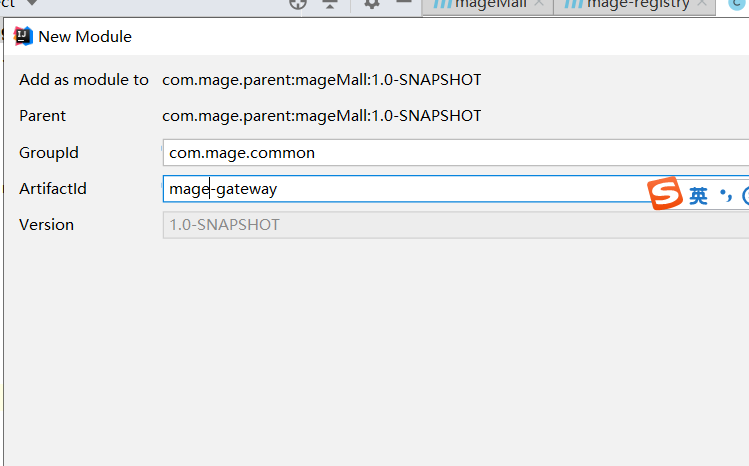 ct
mageMall
mage-registry
New Module
Add as module to com.mage.parent:mageMall:1.0-SNAPSHOT
Parent com.mage.parent:mageMall:1.0-SNAPSHOT
GroupId com.mage.common
ArtifactId mage-gateway
英
Version 1.0-SNAPSHOT